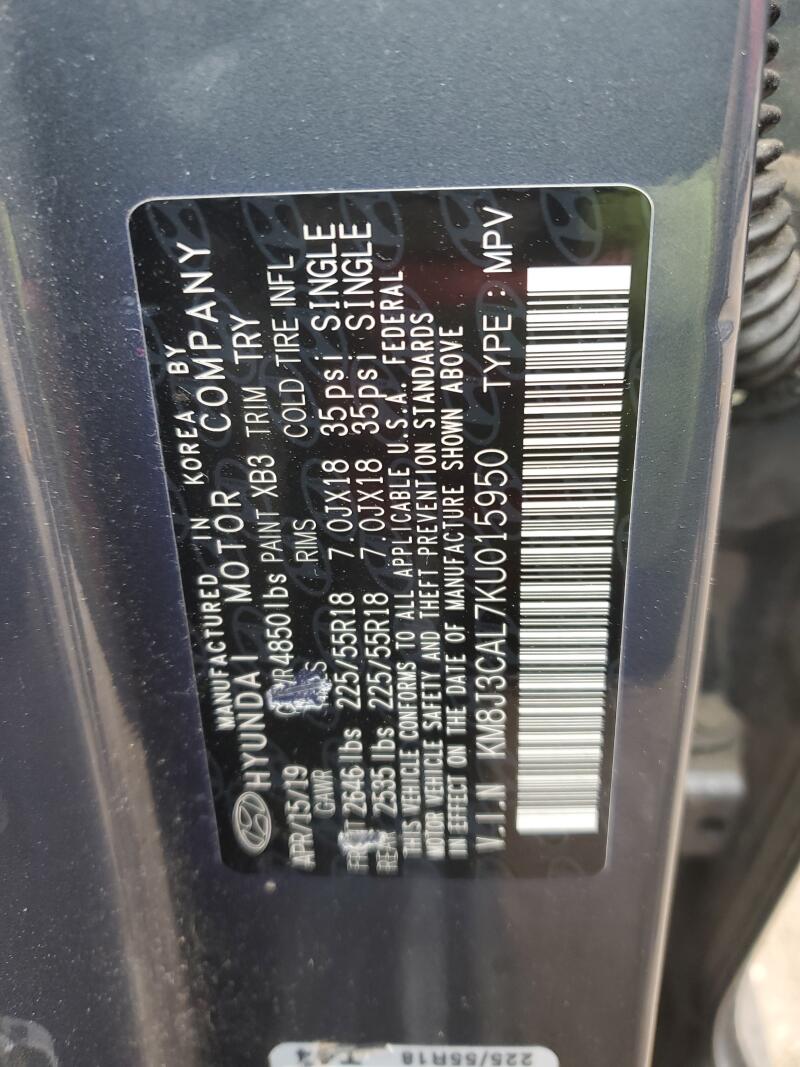 MANUFACTURED IN KOREA BY
HYUNDAI MOTOR COMPANY
APR/15/19 4850lbs PAINT XB3 TRIM TRY
GAWR RIMS COLD TIRE INFL
2646 lbs 225/55R18 7.0JX18 35psi SINGLE
REAR 2535 lbs 225/55R18 7.0JX18 35psi SINGLE
THIS VEHICLE CONFORMS TO ALL APPLICABLE U.S.A. FEDERAL
MOTOR VEHICLE SAFETY AND THEFT PREVENTION STANDARDS
IN EFFECT ON THE DATE OF MANUFACTURE SHOWN ABOVE
V.I.N KM8J3CAL7KU015950 TYPE: MPV
225/55R18